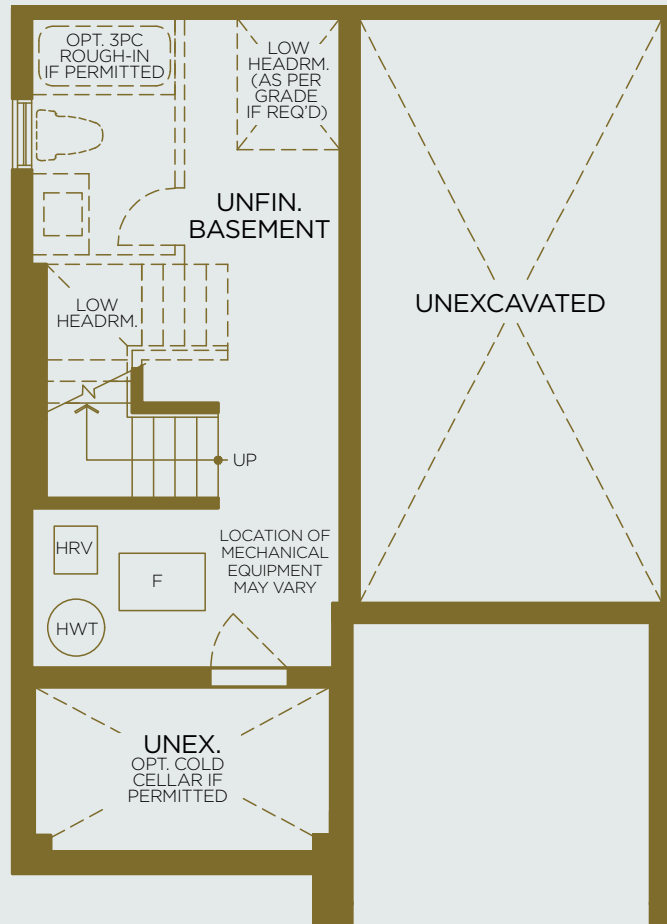 OPT. 3PC
ROUGH-IN
IF PERMITTED
LOW
HEADRM.
(AS PER
GRADE
IF REQ'D)
UNFIN.
BASEMENT
LOW
HEADRM.
UNEXCAVATED
UP
LOCATION OF
MECHANICAL
EQUIPMENT
MAY VARY
HRV
F
HWT
UNEX.
OPT. COLD
CELLAR IF
PERMITTED